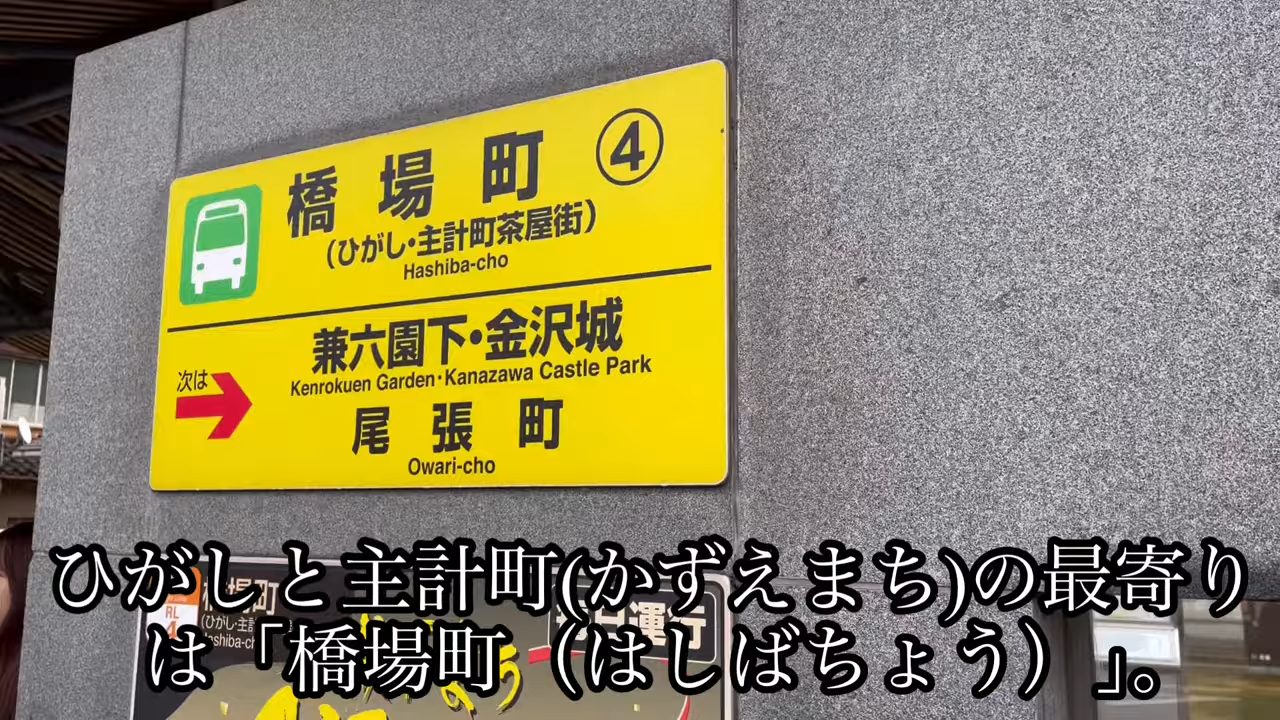 橋場町 ④
（ひがし・主計町茶屋街）
Hashiba-cho
次は
兼六園下・金沢城
Kenrokuen Garden・Kanazawa Castle Park
尾張町
Owari-cho
ひがしと主計町(かずえまち)の最寄り
は「橋場町（はしばちょう）」。
RL